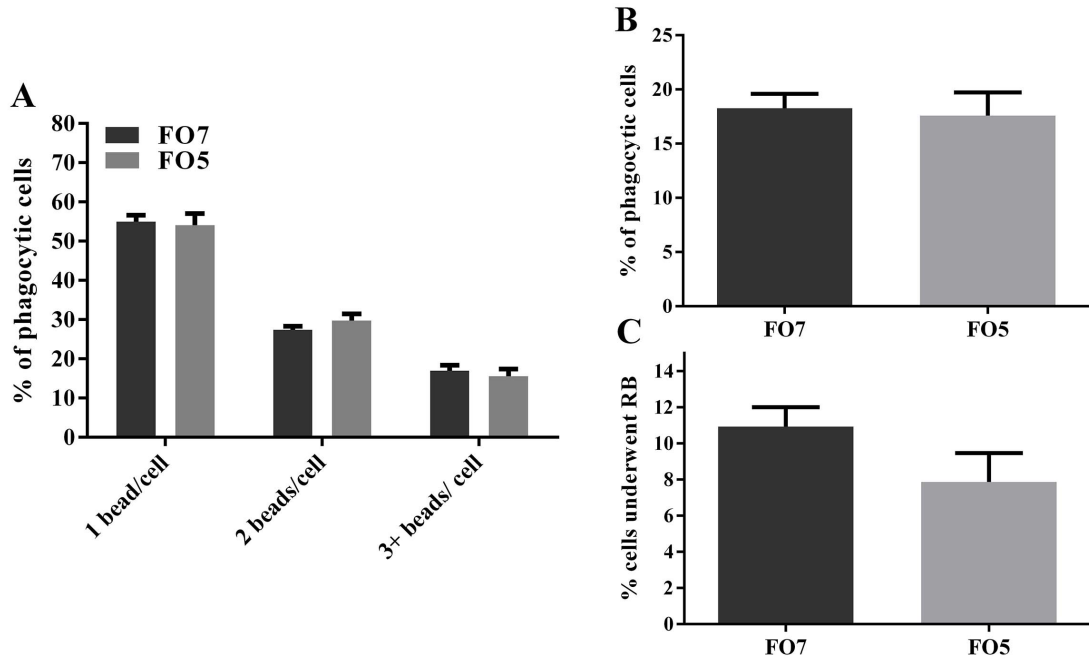 A
% of phagocytic cells
80
70
60
50
40
30
20
10
0
FO7
FO5
1 bead/cell
2 beads/cell
3+ beads/ cell
B
% of phagocytic cells
25
20
15
10
5
0
FO7
FO5
C
% cells underwent RB
14
12
10
8
6
4
2
0
FO7
FO5